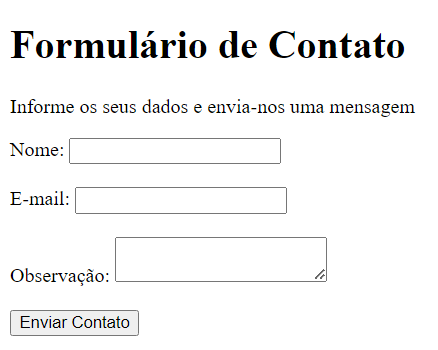 Formulário de Contato
Informe os seus dados e envia-nos uma mensagem
Nome:
E-mail:
Observação:
Enviar Contato